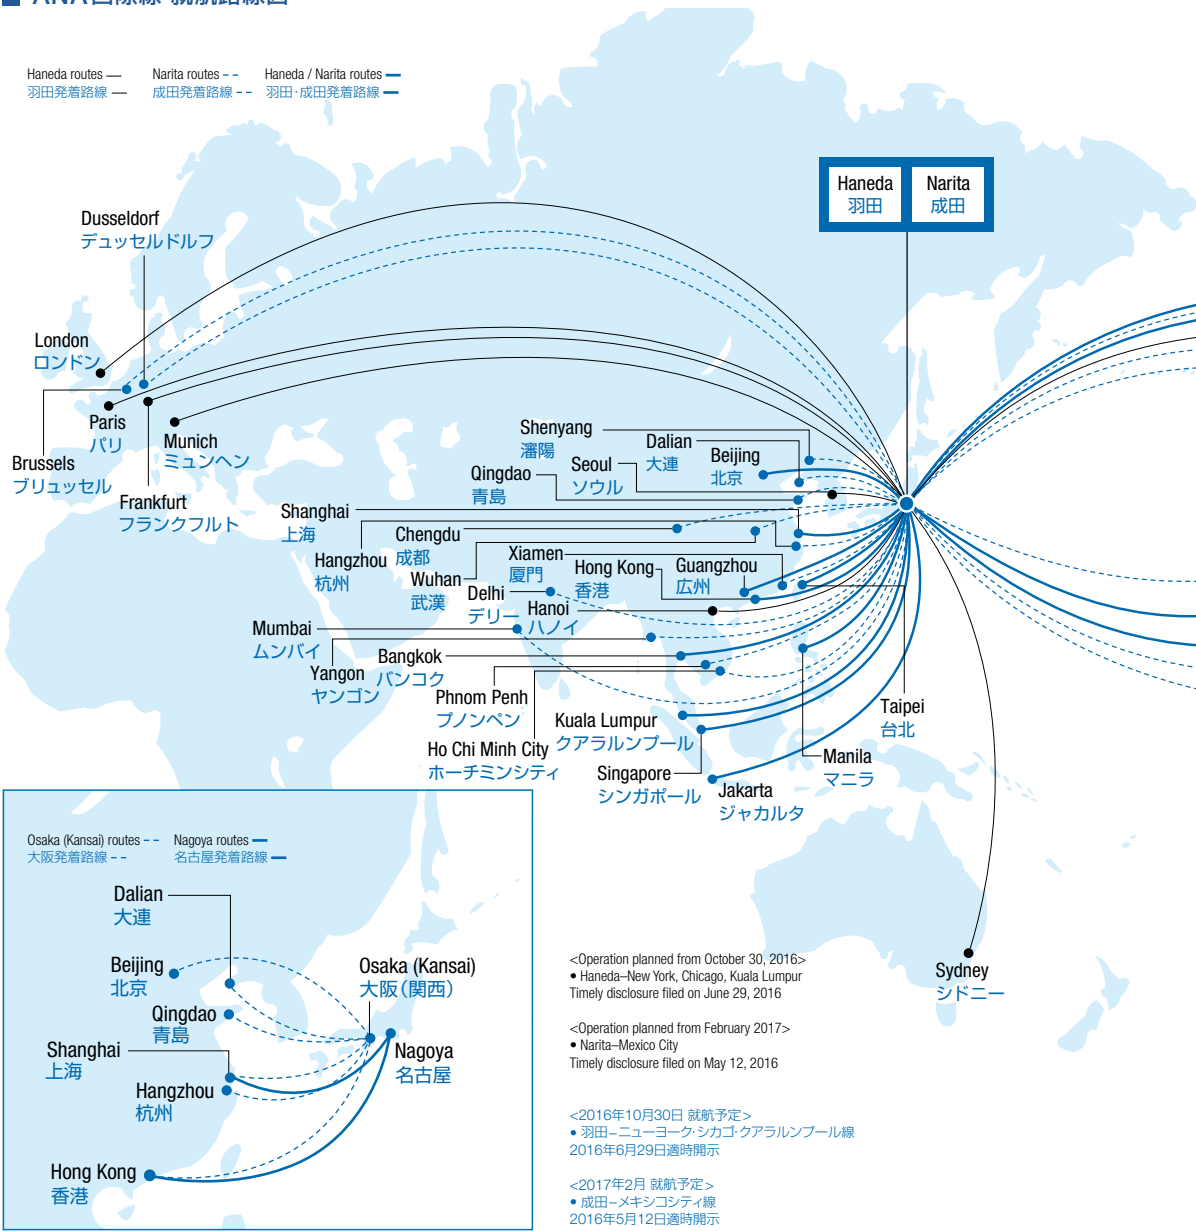 ANA国際線 就航路線図
Haneda routes
羽田発着路線
Narita routes
成田発着路線
Haneda / Narita routes
羽田・成田発着路線
Haneda
羽田
Narita
成田
Dusseldorf
デュッセルドルフ
London
ロンドン
Paris
パリ
Munich
ミュンヘン
Brussels
ブリュッセル
Frankfurt
フランクフルト
Shenyang
瀋陽
Dalian
大連
Beijing
北京
Qingdao
青島
Seoul
ソウル
Shanghai
上海
Hangzhou
杭州
Chengdu
成都
Wuhan
武漢
Xiamen
厦門
Hong Kong
香港
Guangzhou
広州
Delhi
デリー
Hanoi
ハノイ
Mumbai
ムンバイ
Yangon
ヤンゴン
Bangkok
バンコク
Phnom Penh
プノンペン
Ho Chi Minh City
ホーチミンシティ
Kuala Lumpur
クアラルンプール
Singapore
シンガポール
Jakarta
ジャカルタ
Taipei
台北
Manila
マニラ
Sydney
シドニー
Osaka (Kansai) routes
大阪発着路線
Nagoya routes
名古屋発着路線
Dalian
大連
Beijing
北京
Qingdao
青島
Shanghai
上海
Hangzhou
杭州
Hong Kong
香港
Osaka (Kansai)
大阪(関西)
Nagoya
名古屋
<Operation planned from October 30, 2016>
• Haneda–New York, Chicago, Kuala Lumpur
Timely disclosure filed on June 29, 2016
<Operation planned from February 2017>
• Narita–Mexico City
Timely disclosure filed on May 12, 2016
<2016年10月30日 就航予定>
• 羽田–ニューヨーク・シカゴ・クアラルンプール線
2016年6月29日適時開示
<2017年2月 就航予定>
• 成田–メキシコシティ線
2016年5月12日適時開示